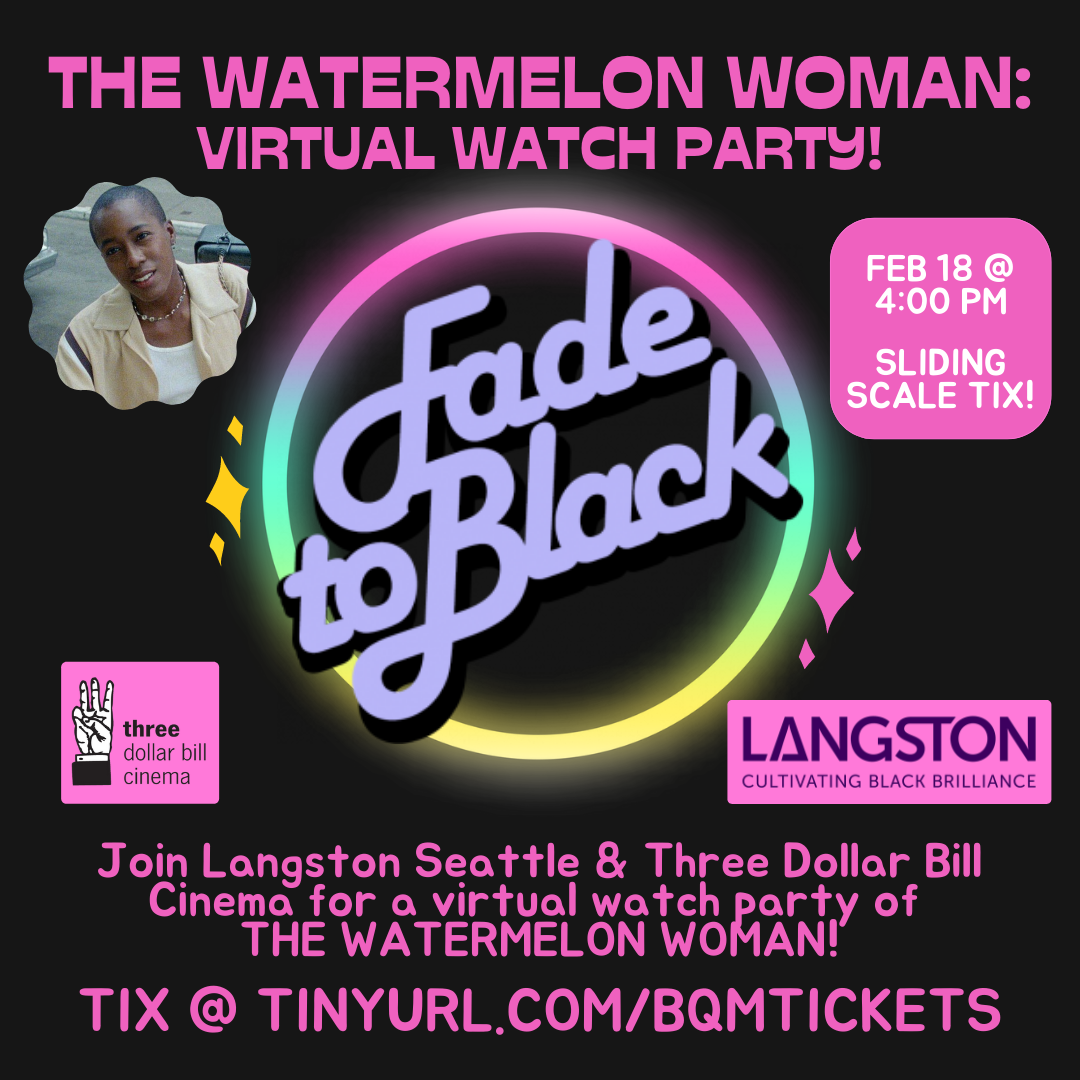 THE WATERMELON WOMAN:
VIRTUAL WATCH PARTY!
FEB 18 @
4:00 PM
SLIDING
SCALE TIX!
Fade
to Black
three
dollar bill
cinema
LANGSTON
CULTIVATING BLACK BRILLIANCE
Join Langston Seattle & Three Dollar Bill
Cinema for a virtual watch party of
THE WATERMELON WOMAN!
TIX @ TINYURL.COM/BQMTICKETS